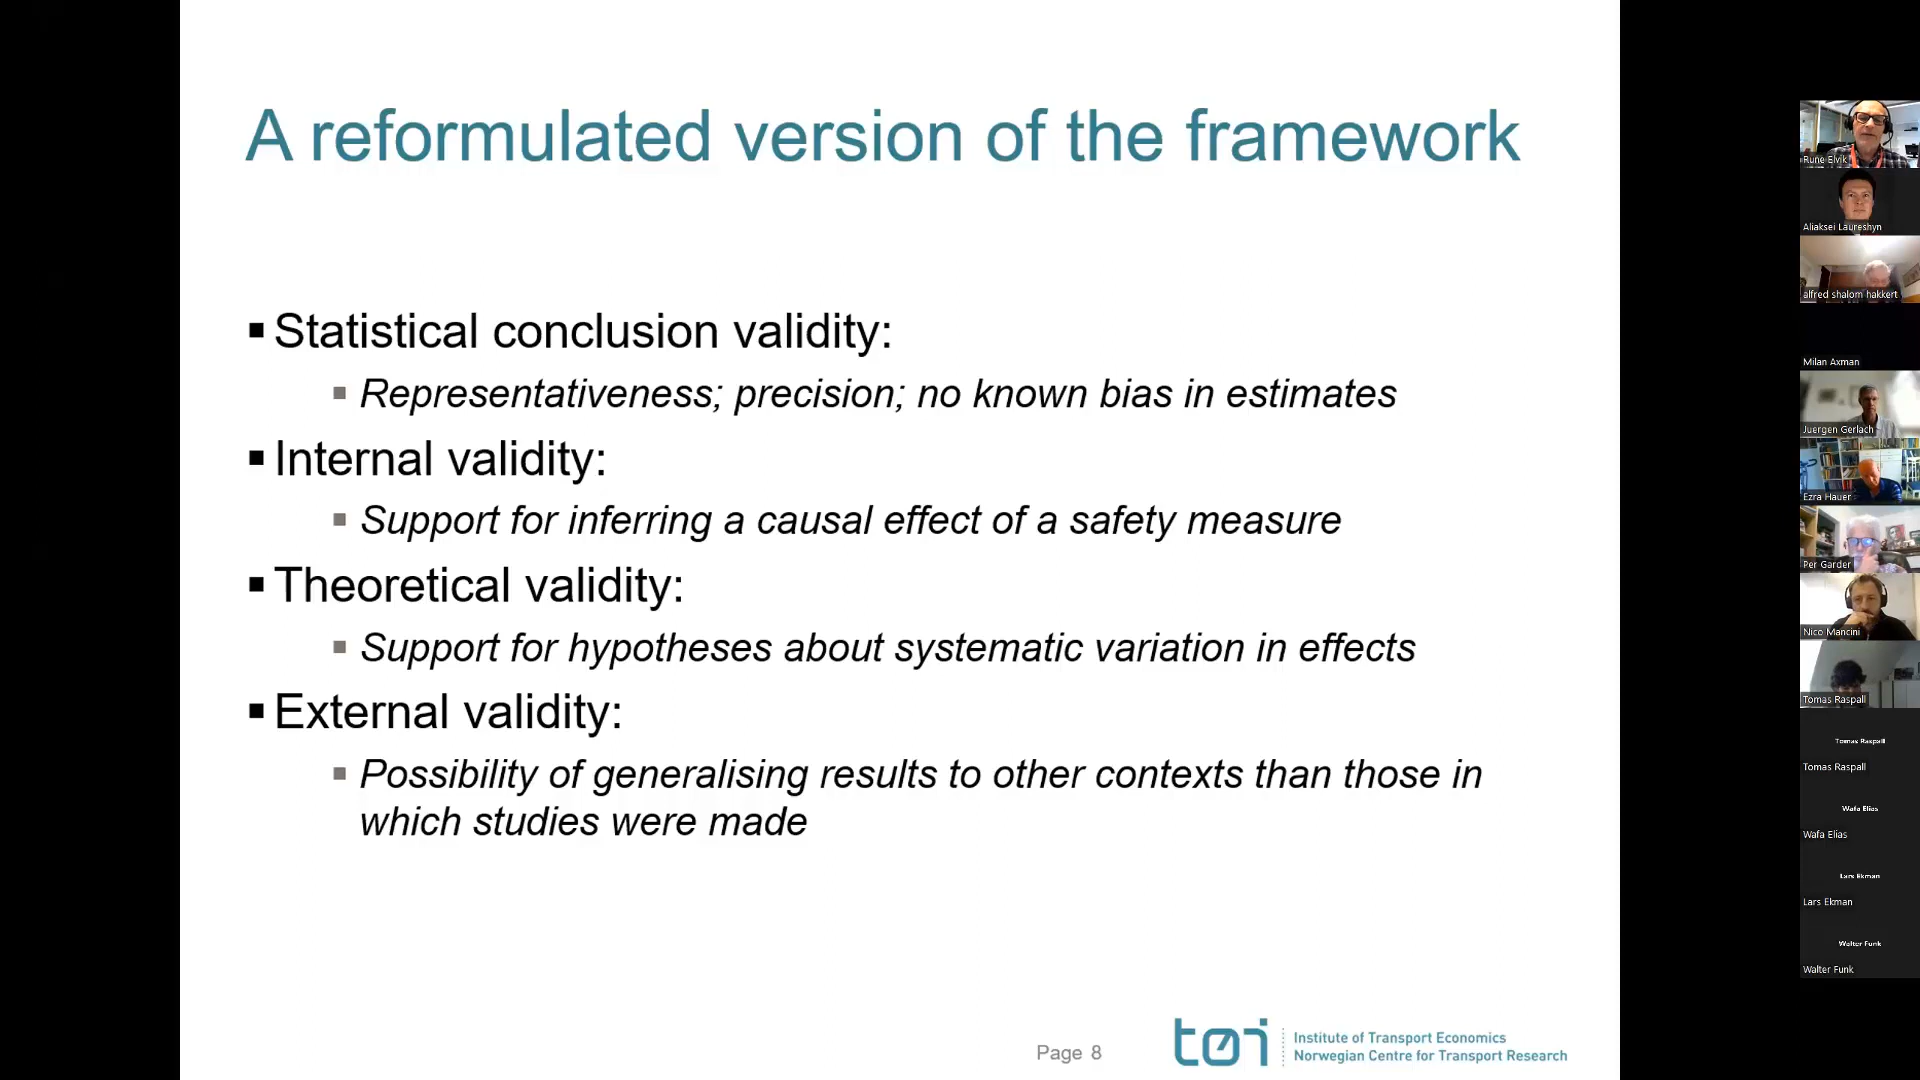 A reformulated version of the framework
Statistical conclusion validity:
Representativeness; precision; no known bias in estimates
Internal validity:
Support for inferring a causal effect of a safety measure
Theoretical validity:
Support for hypotheses about systematic variation in effects
External validity:
Possibility of generalising results to other contexts than those in
which studies were made
Page 8
tøi
Institute of Transport Economics
Norwegian Centre for Transport Research
Rune Elvik
Aliaksei Laureshyn
alfred shalom hakkert
Milan Axman
Juergen Gerlach
Ezra Hauer
Per Garder
Nico Mancini
Tomas Raspall
Tomas Raspall
Tomas Raspall
Wafa Elias
Wafa Elias
Lars Ekman
Lars Ekman
Walter Funk
Walter Funk